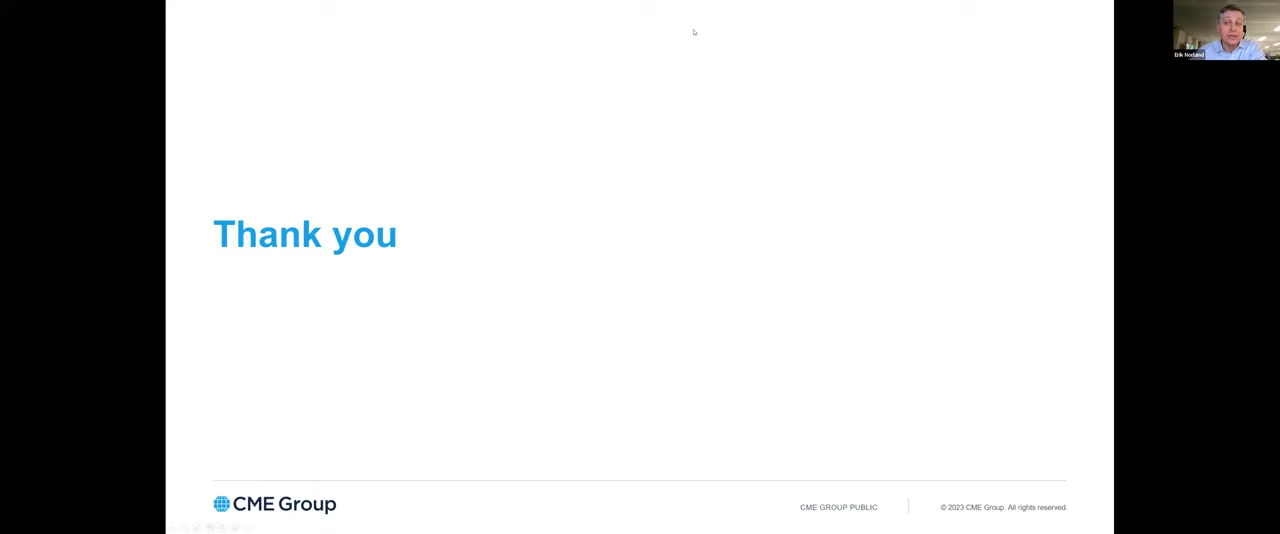 Erik Norland
Thank you
CME Group
CME GROUP PUBLIC
© 2023 CME Group. All rights reserved.